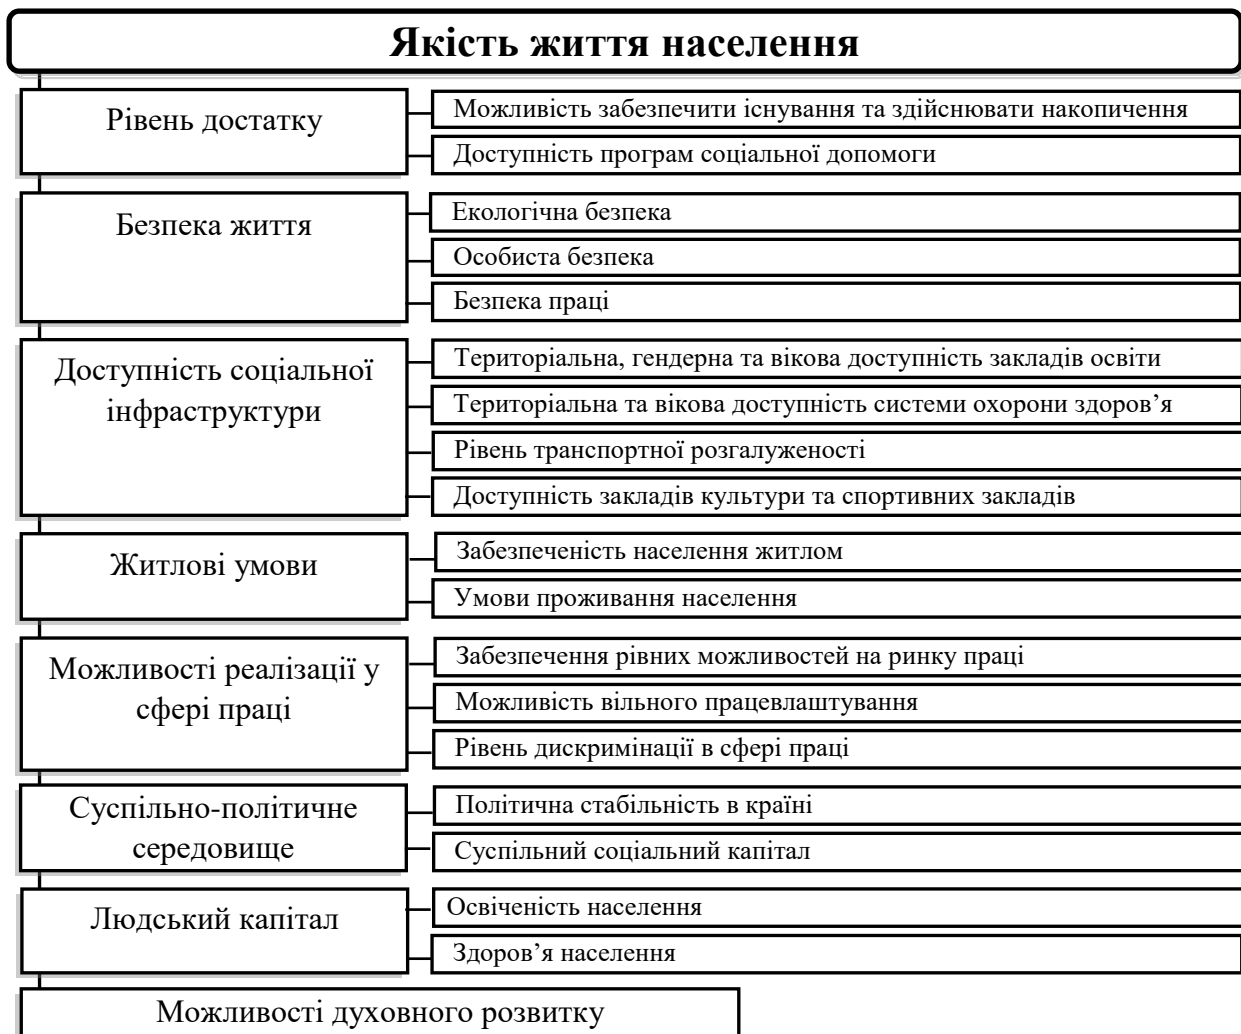 Якість життя населення
Рівень достатку
Можливість забезпечити існування та здійснювати накопичення
Доступність програм соціальної допомоги
Безпека життя
Екологічна безпека
Особиста безпека
Безпека праці
Доступність соціальної
інфраструктури
Територіальна, гендерна та вікова доступність закладів освіти
Територіальна та вікова доступність системи охорони здоров’я
Рівень транспортної розгалуженості
Доступність закладів культури та спортивних закладів
Житлові умови
Забезпеченість населення житлом
Умови проживання населення
Можливості реалізації у
сфері праці
Забезпечення рівних можливостей на ринку праці
Можливість вільного працевлаштування
Рівень дискримінації в сфері праці
Суспільно-політичне
середовище
Політична стабільність в країні
Суспільний соціальний капітал
Людський капітал
Освіченість населення
Здоров’я населення
Можливості духовного розвитку